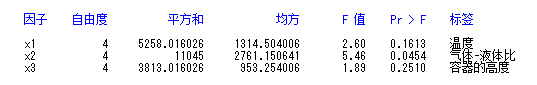 因子 自由度 平方和 均方 F 值 Pr > F 标签
x1 4 5258.016026 1314.504006 2.60 0.1613 温度
x2 4 11045 2761.150641 5.46 0.0454 气体-液体比
x3 4 3813.016026 953.254006 1.89 0.2510 容器的高度